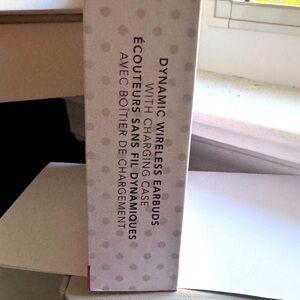 DYNAMIC WIRELESS EARBUDS
WITH CHARGING CASE
ÉCOUTEURS SANS FIL DYNAMIQUES
AVEC BOÎTIER DE CHARGEMENT